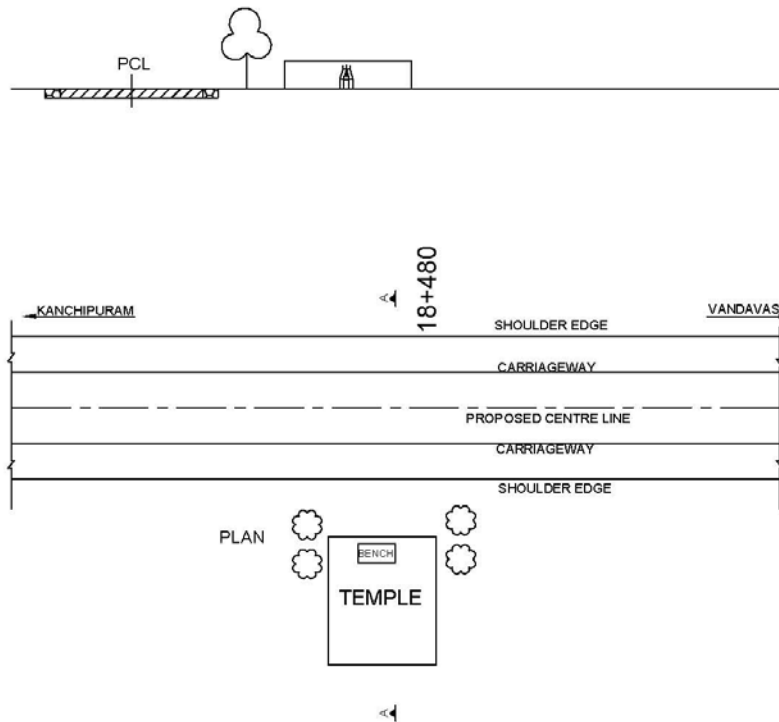 PCL
18+480
A
KANCHIPURAM
VANDAVAS
SHOULDER EDGE
CARRIAGEWAY
PROPOSED CENTRE LINE
CARRIAGEWAY
SHOULDER EDGE
PLAN
BENCH
TEMPLE
A